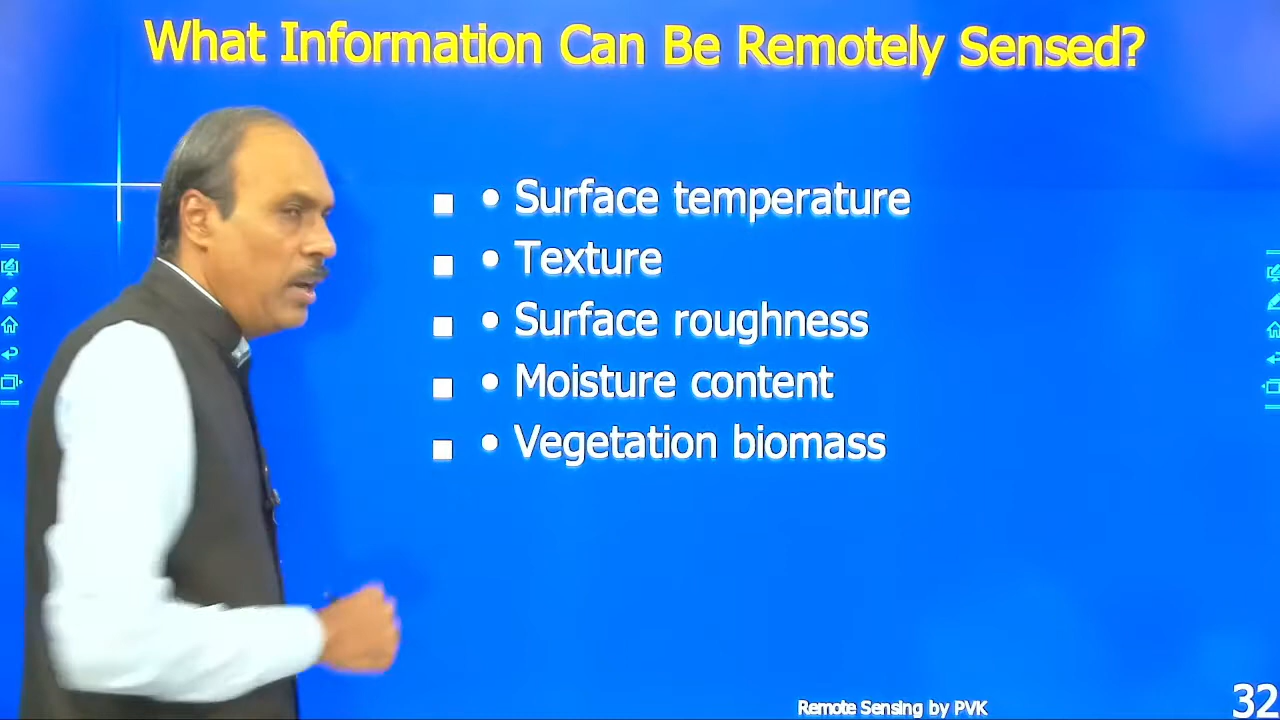 What Information Can Be Remotely Sensed?
■ • Surface temperature
■ • Texture
■ • Surface roughness
■ • Moisture content
■ • Vegetation biomass
Remote Sensing by PVK
32